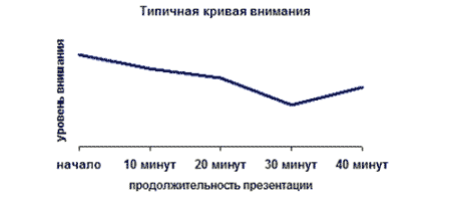 Типичная кривая внимания
уровень внимания
начало 10 минут 20 минут 30 минут 40 минут
продолжительность презентации